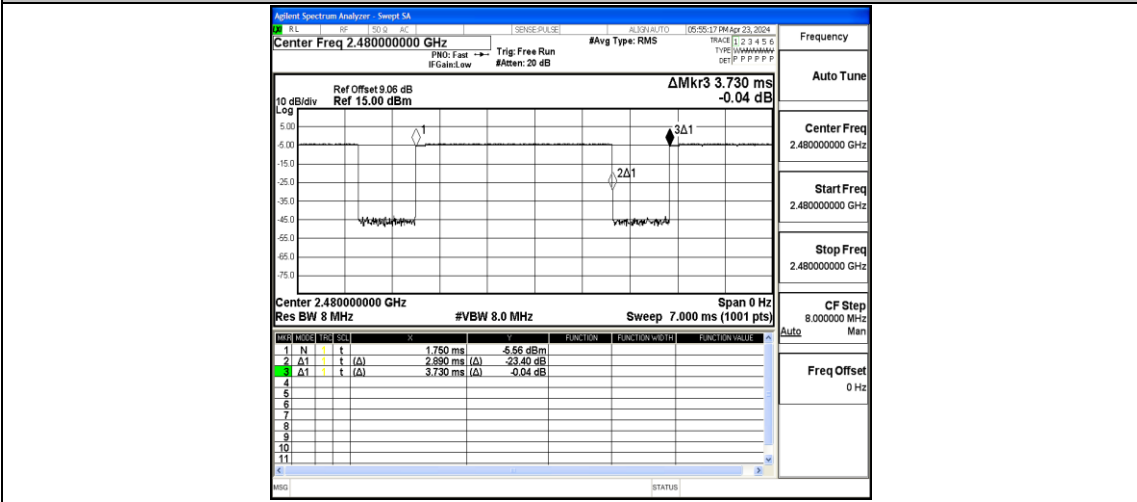 Agilent Spectrum Analyzer - Swept SA
RL RF 50 Ω AC SENSE:PULSE ALIGN AUTO 05:55:17 PM Apr 23, 2024
Center Freq 2.480000000 GHz
PNO: Fast
IFGain:Low
Trig: Free Run
#Atten: 20 dB
#Avg Type: RMS
TRACE 1 2 3 4 5 6
TYPE WWWWWW
DET P P P P P P
Frequency
Auto Tune
Center Freq
2.480000000 GHz
Start Freq
2.480000000 GHz
Stop Freq
2.480000000 GHz
CF Step
8.000000 MHz
Auto Man
Freq Offset
0 Hz
ΔMkr3 3.730 ms
-0.04 dB
Ref Offset 9.06 dB
10 dB/div Ref 15.00 dBm
Log
5.00
-5.00
-15.0
-25.0
-35.0
-45.0
-55.0
-65.0
-75.0
1
2Δ1
3Δ1
Center 2.480000000 GHz Span 0 Hz
Res BW 8 MHz #VBW 8.0 MHz Sweep 7.000 ms (1001 pts)
MKR MODE TRC SCL X Y FUNCTION FUNCTION WIDTH FUNCTION VALUE
1 N 1 t 1.750 ms -5.56 dBm
2 Δ1 1 t (Δ) 2.890 ms (Δ) -23.40 dB
3 Δ1 1 t (Δ) 3.730 ms (Δ) -0.04 dB
4
5
6
7
8
9
10
11
MSG STATUS